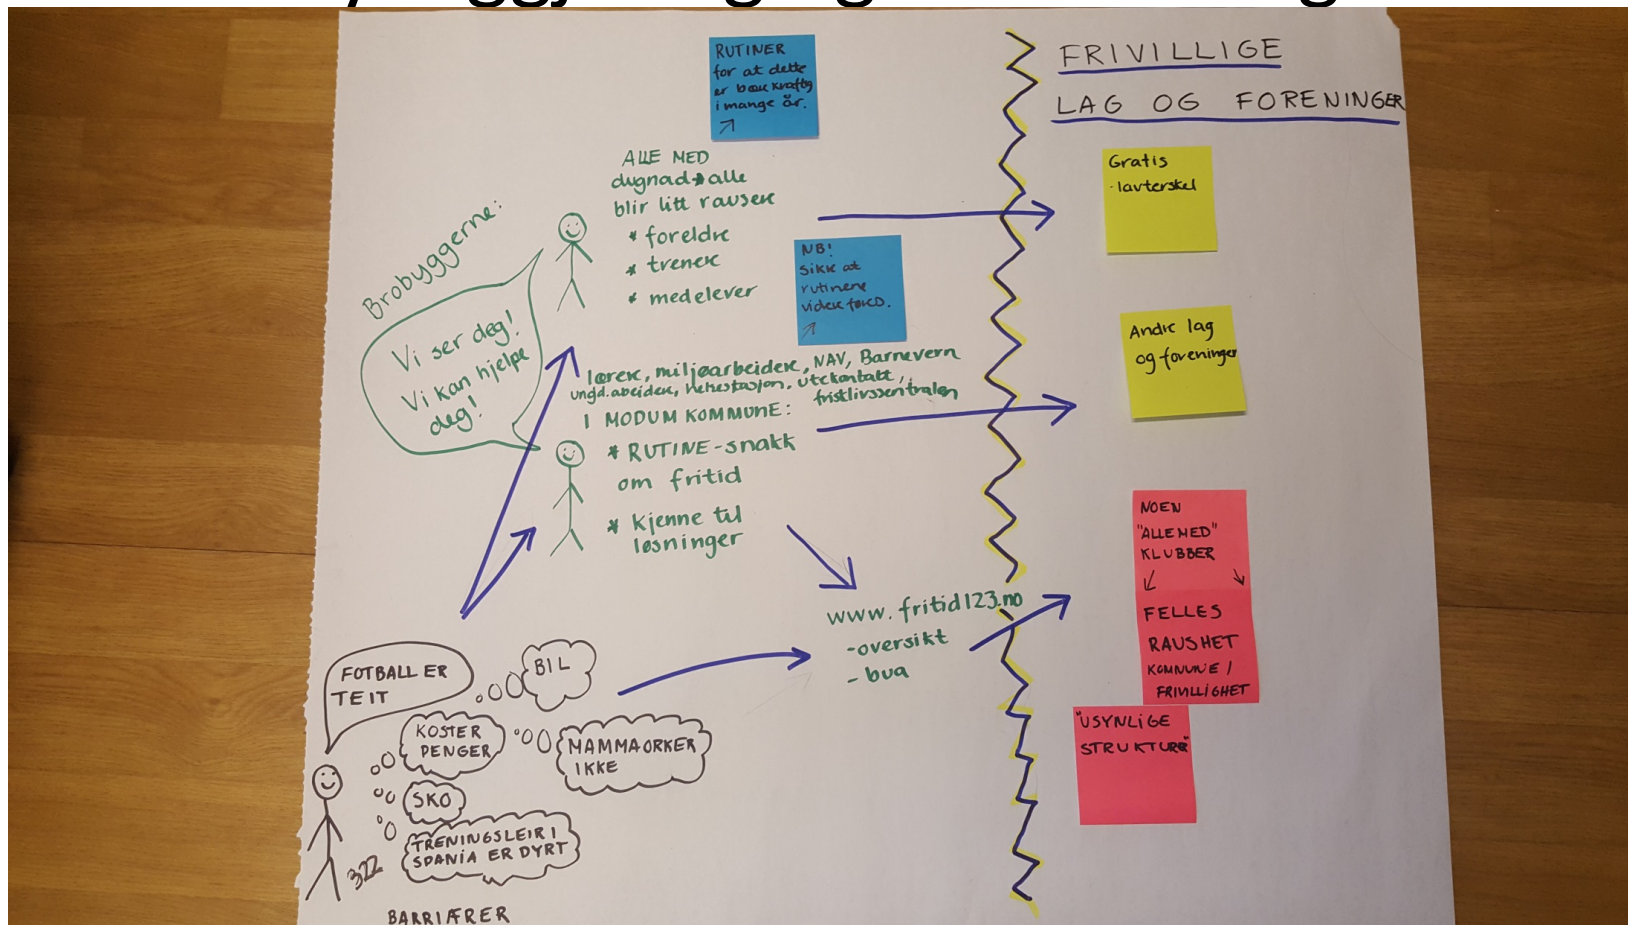 RUTINER
for at dette
er bærekraftig
i mange år.
FRIVILLIGE
LAG OG FORENINGER
ALLE MED
dugnad → alle
blir litt rausere
* foreldre
* trenere
* medelever
Gratis
- lavterskel
Brobyggerne:
Vi ser deg!
Vi kan hjelpe
deg!
NB!
sikre at
rutinene
videreføres.
Andre lag
og foreninger
lærere, miljøarbeidere, NAV, Barnevern
ungd.arbeidere, helsestasjon, utekontakt,
fristlivssentralen
I MODUM KOMMUNE:
* RUTINE-snakk
om fritid
* kjenne til
løsninger
NOEN
"ALLE MED"
KLUBBER
FELLES
RAUSHET
KOMMUNE /
FRIVILLIGHET
"USYNLIGE
STRUKTURER"
www.fritid123.no
- oversikt
- bua
FOTBALL ER
TEIT
BIL
KOSTER
PENGER
MAMMA ORKER
IKKE
SKO
TRENINGSLEIR I
SPANIA ER DYRT
322
BARRIÆRER